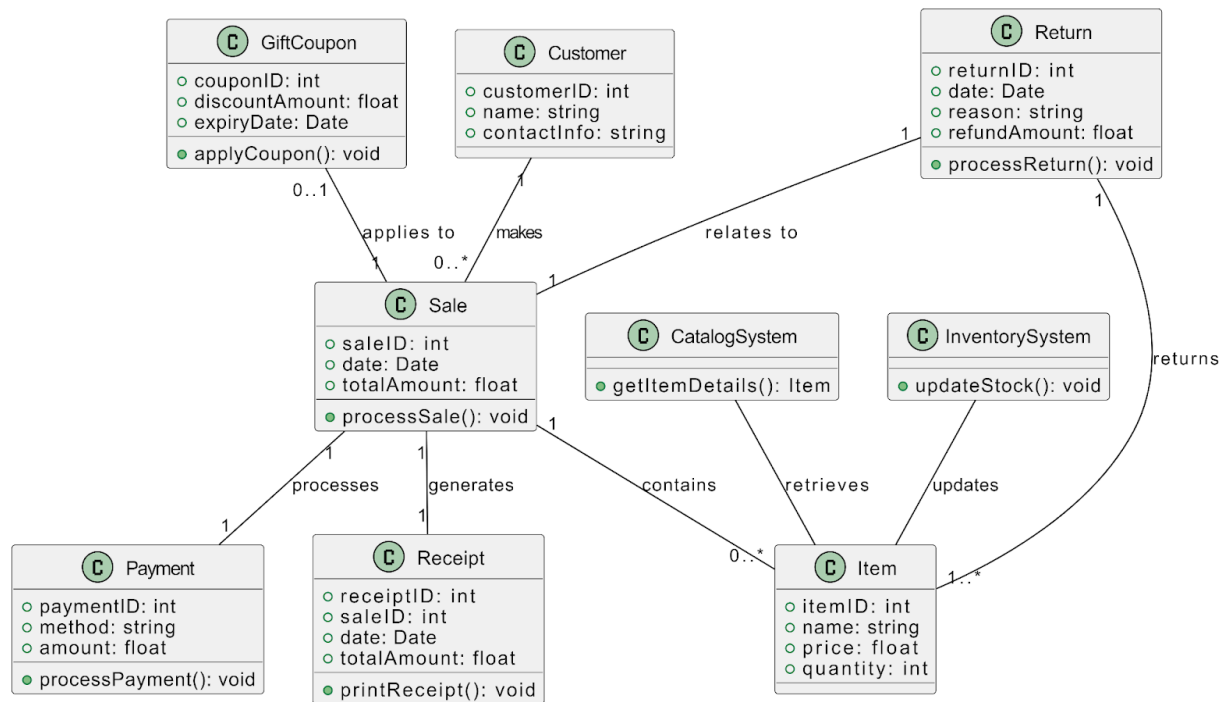 C GiftCoupon
couponID: int
discountAmount: float
expiryDate: Date
applyCoupon(): void
C Customer
customerID: int
name: string
contactInfo: string
C Return
returnID: int
date: Date
reason: string
refundAmount: float
processReturn(): void
0..1
applies to
1
1
makes
0..*
1
relates to
1
1
returns
1..*
C Sale
saleID: int
date: Date
totalAmount: float
processSale(): void
C CatalogSystem
getItemDetails(): Item
C InventorySystem
updateStock(): void
1
processes
1
1
generates
1
1
contains
0..*
retrieves
updates
C Payment
paymentID: int
method: string
amount: float
processPayment(): void
C Receipt
receiptID: int
saleID: int
date: Date
totalAmount: float
printReceipt(): void
C Item
itemID: int
name: string
price: float
quantity: int